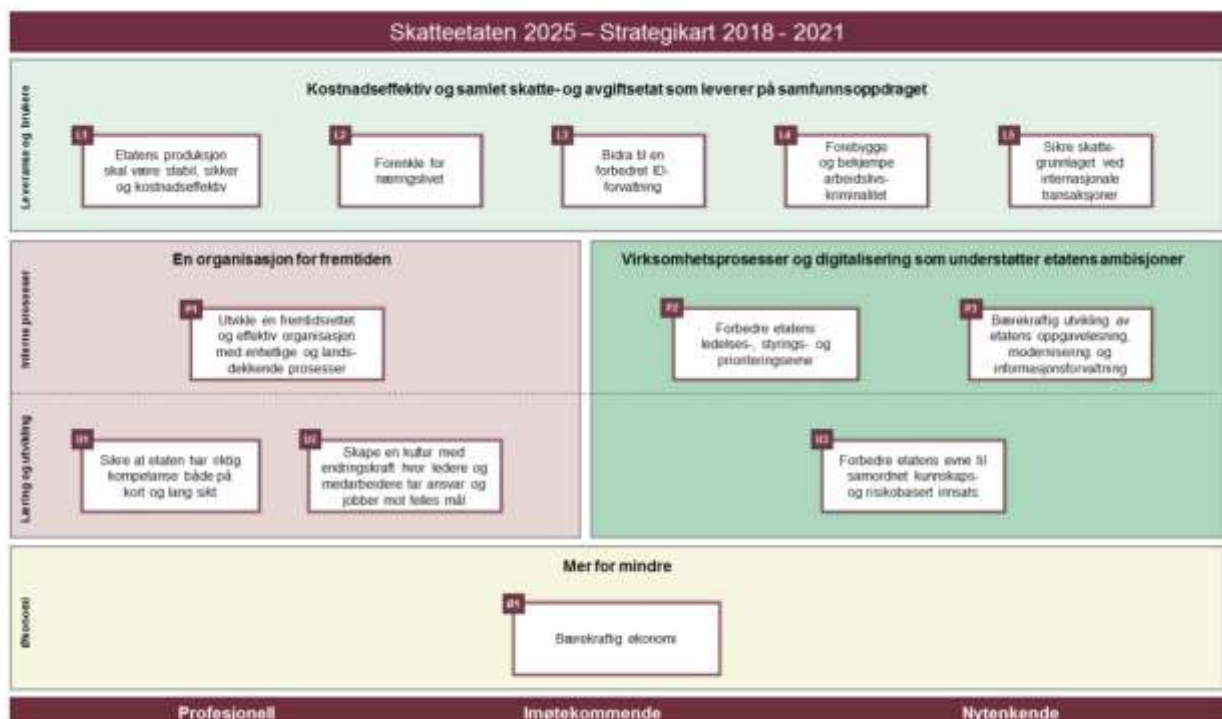 Skatteetaten 2025 – Strategikart 2018 - 2021
Leveranse og brukere
Kostnadseffektiv og samlet skatte- og avgiftsetat som leverer på samfunnsoppdraget
L1
Etatens produksjon
skal være stabil, sikker
og kostnadseffektiv
L2
Forenkle for
næringslivet
L3
Bidra til en
forbedret ID-
forvaltning
L4
Forebygge
og bekjempe
arbeidslivs-
kriminalitet
L5
Sikre skatte-
grunnlaget ved
internasjonale
transaksjoner
Interne prosesser
En organisasjon for fremtiden
P1
Utvikle en fremtidsrettet
og effektiv organisasjon
med enhetlige og lands-
dekkende prosesser
Virksomhetsprosesser og digitalisering som understøtter etatens ambisjoner
P2
Forbedre etatens
ledelses-, styrings- og
prioriteringsevne
P3
Bærekraftig utvikling av
etatens oppgaveløsning,
modernisering og
informasjonsforvaltning
Læring og utvikling
U1
Sikre at etaten har riktig
kompetanse både på
kort og lang sikt
U2
Skape en kultur med
endringskraft hvor ledere og
medarbeidere tar ansvar og
jobber mot felles mål
U3
Forbedre etatens evne til
samordnet kunnskaps-
og risikobasert innsats
Økonomi
Mer for mindre
Ø1
Bærekraftig økonomi
Profesjonell
Imøtekommende
Nytenkende